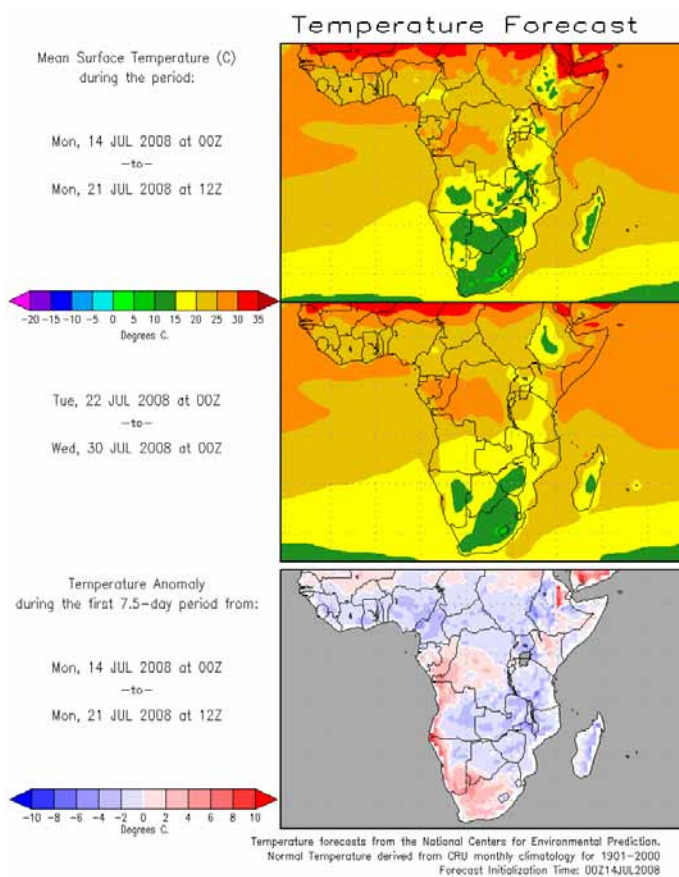 Temperature Forecast
Mean Surface Temperature (C)
during the period:
Mon, 14 JUL 2008 at 00Z
-to-
Mon, 21 JUL 2008 at 12Z
-20 -15 -10 -5 0 5 10 15 20 25 30 35
Degrees C.
Tue, 22 JUL 2008 at 00Z
-to-
Wed, 30 JUL 2008 at 00Z
Temperature Anomaly
during the first 7.5-day period from:
Mon, 14 JUL 2008 at 00Z
-to-
Mon, 21 JUL 2008 at 12Z
-10 -8 -6 -4 -2 0 2 4 6 8 10
Degrees C.
Temperature forecasts from the National Centers for Environmental Prediction.
Normal Temperature derived from CRU monthly climatology for 1901-2000
Forecast Initialization Time: 00Z14JUL2008